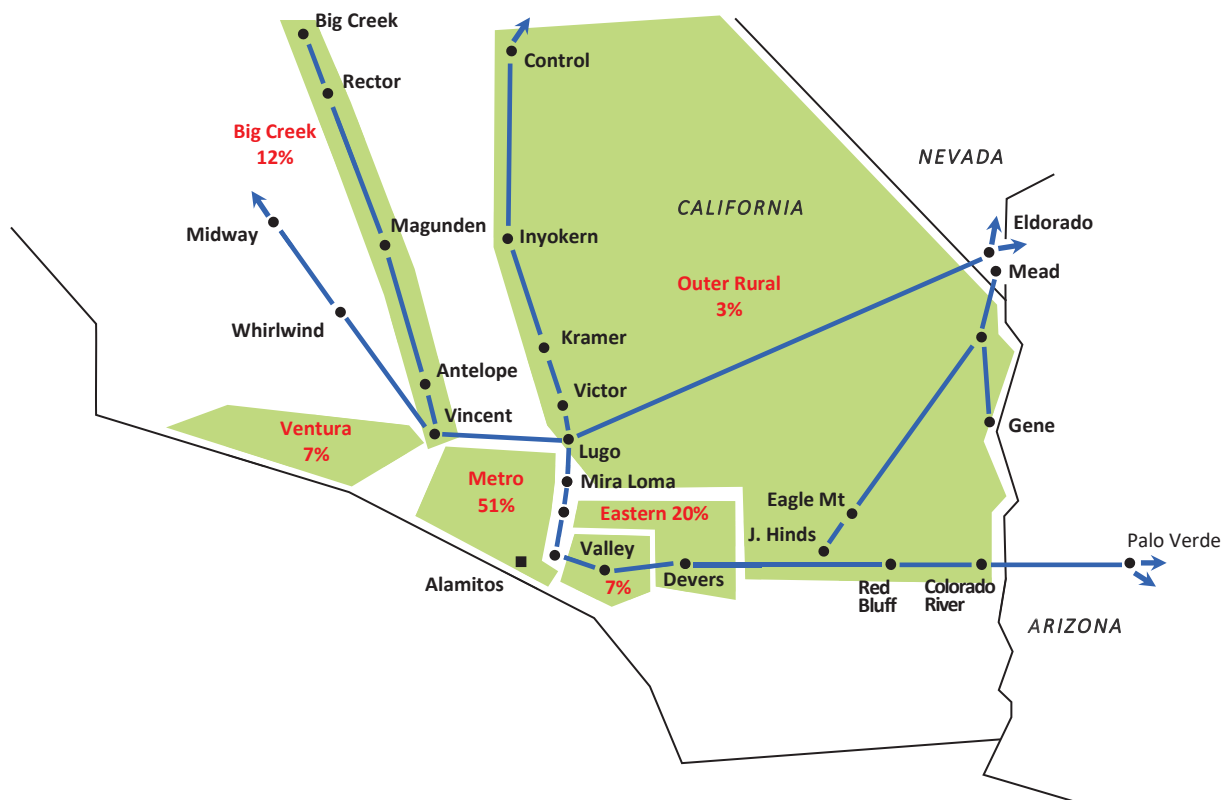 Big Creek
Control
Rector
Big Creek
12%
NEVADA
CALIFORNIA
Midway
Magunden
Inyokern
Eldorado
Mead
Outer Rural
3%
Whirlwind
Kramer
Antelope
Victor
Vincent
Ventura
7%
Gene
Lugo
Metro
51%
Mira Loma
Eagle Mt
Eastern 20%
J. Hinds
Valley
7%
Devers
Palo Verde
Alamitos
Red
Bluff
Colorado
River
ARIZONA